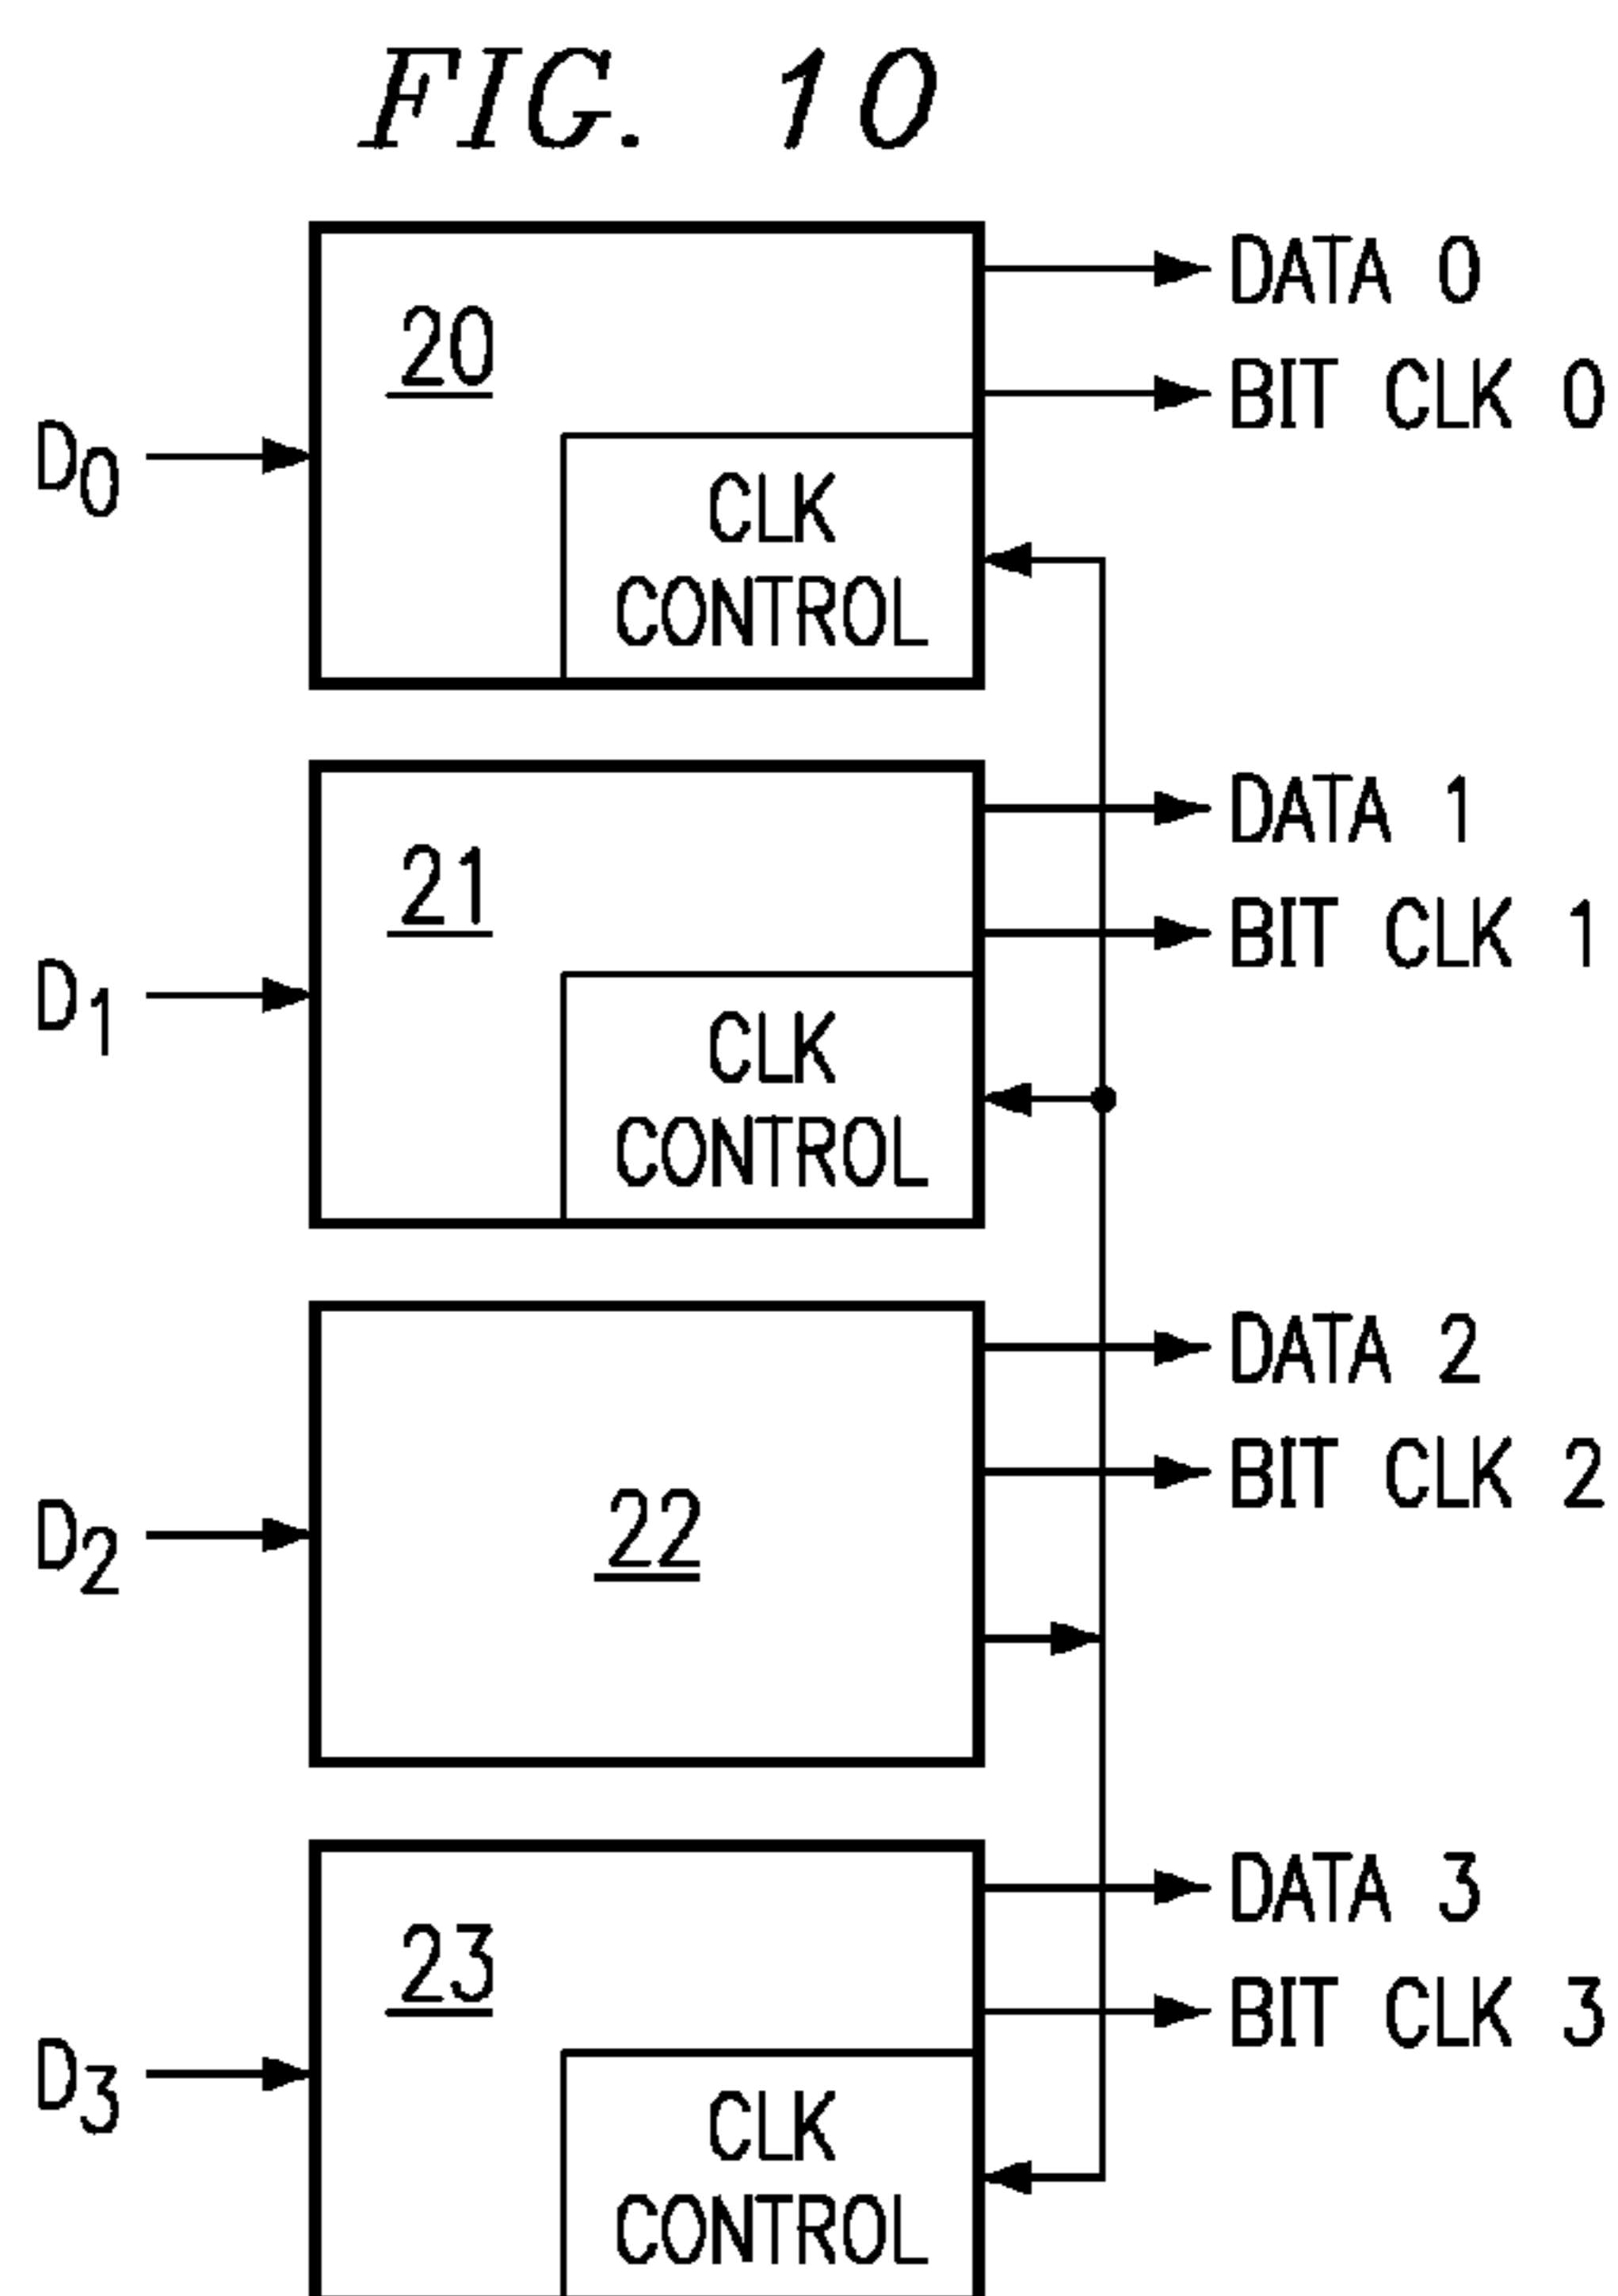 FIG. 10
20
DATA 0
BIT CLK 0
D0
CLK
CONTROL
21
DATA 1
BIT CLK 1
D1
CLK
CONTROL
22
DATA 2
BIT CLK 2
D2
23
DATA 3
BIT CLK 3
D3
CLK
CONTROL